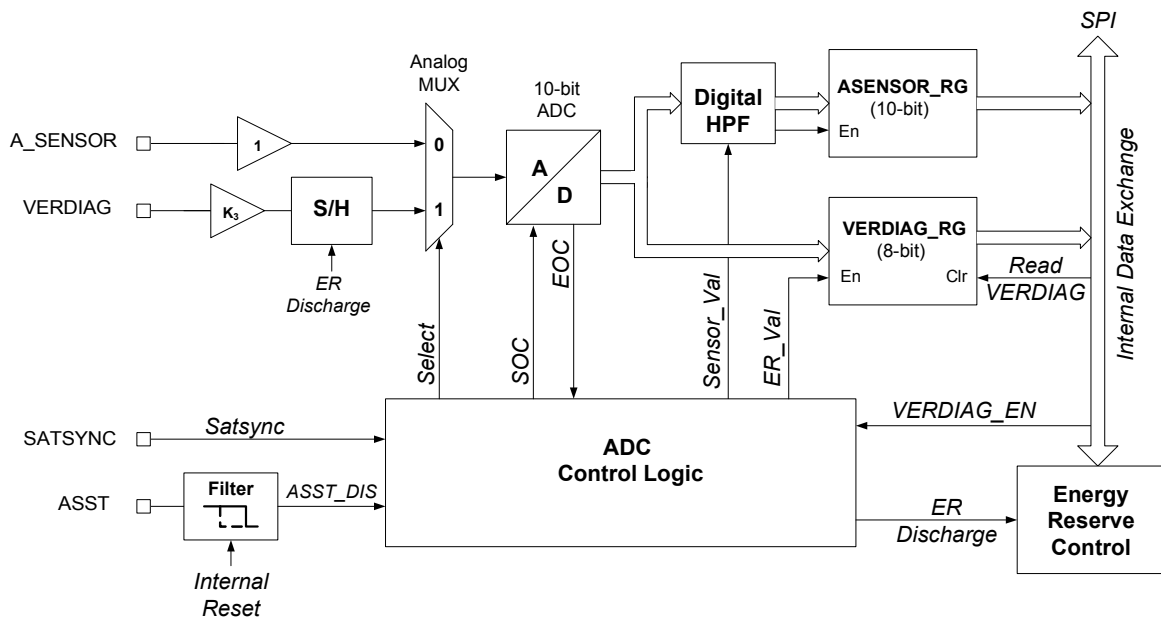 SPI
Analog
MUX
10-bit
ADC
A_SENSOR
1
0
A
D
Digital
HPF
ASENSOR_RG
(10-bit)
En
VERDIAG
K3
S/H
1
VERDIAG_RG
(8-bit)
En
Clr
Read
VERDIAG
ER
Discharge
Select
SOC
EOC
Sensor_Val
ER_Val
Internal Data Exchange
SATSYNC
Satsync
VERDIAG_EN
ADC
Control Logic
ASST
Filter
ASST_DIS
ER
Discharge
Energy
Reserve
Control
Internal
Reset